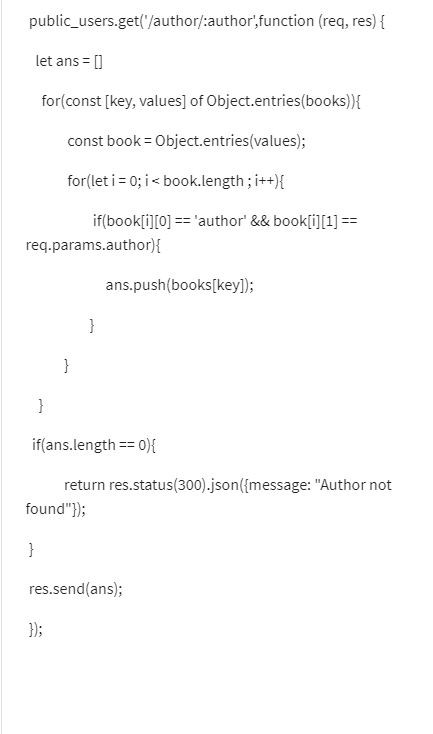 public_users.get('/author/:author',function (req, res) {
let ans = []
for(const [key, values] of Object.entries(books)){
const book = Object.entries(values);
for(let i = 0; i < book.length ; i++){
if(book[i][0] == 'author' && book[i][1] ==
req.params.author){
ans.push(books[key]);
}
}
}
if(ans.length == 0){
return res.status(300).json({message: "Author not
found"});
}
res.send(ans);
});